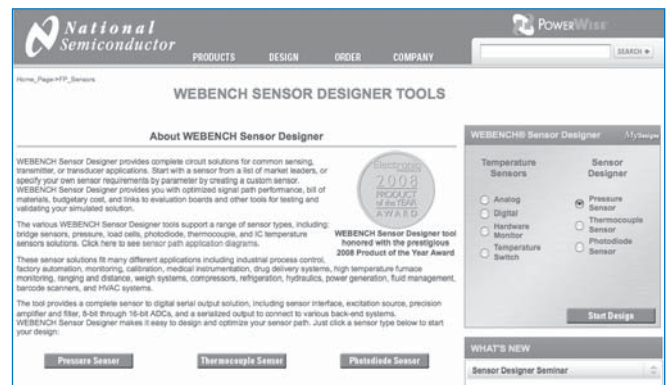 National
Semiconductor
POWERWISE
PRODUCTS DESIGN ORDER COMPANY
SEARCH
Home_Page>FP_Sensors
WEBENCH SENSOR DESIGNER TOOLS
About WEBENCH Sensor Designer
WEBENCH Sensor Designer provides complete circuit solutions for common sensing,
transmitter, or transducer applications. Start with a sensor from a list of market leaders, or
specify your own sensor requirements by parameter by creating a custom sensor.
WEBENCH Sensor Designer provides you with optimized signal path performance, bill of
materials, budgetary cost, and links to evaluation boards and other tools for testing and
validating your simulated solution.
The various WEBENCH Sensor Designer tools support a range of sensor types, including:
bridge sensors, pressure, load cells, photodiode, thermocouple, and IC temperature
sensors solutions. Click here to see sensor path application diagrams.
Electronic
2008
PRODUCT
of the YEAR
AWARD
WEBENCH Sensor Designer tool
honored with the prestigious
2008 Product of the Year Award
These sensor solutions fit many different applications including industrial process control,
factory automation, monitoring, calibration, medical instrumentation, drug delivery systems, high temperature furnace
monitoring, ranging and distance, weigh systems, compressors, refrigeration, hydraulics, power generation, fluid management,
barcode scanners, and HVAC systems.
The tool provides a complete sensor to digital serial output solution, including sensor interface, excitation source, precision
amplifier and filter, 8-bit through 16-bit ADCs, and a serialized output to connect to various back-end systems.
WEBENCH Sensor Designer makes it easy to design and optimize your sensor path. Just click a sensor type below to start
your design:
Pressure Sensor Thermocouple Sensor Photodiode Sensor
WEBENCH® Sensor Designer MyDesigns
Temperature
Sensors
Analog
Digital
Hardware
Monitor
Temperature
Switch
Sensor
Designer
Pressure
Sensor
Thermocouple
Sensor
Photodiode
Sensor
Start Design
WHAT'S NEW
Sensor Designer Seminar